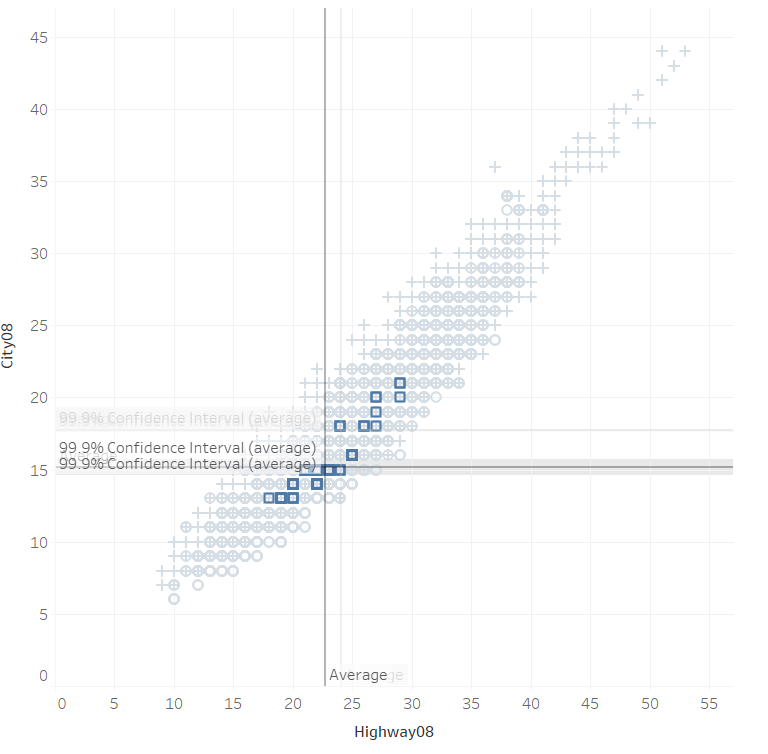 45
40
35
30
25
20
99.9% Confidence Interval (average)
99.9% Confidence Interval (average)
99.9% Confidence Interval (average)
15
10
5
0
Average
0 5 10 15 20 25 30 35 40 45 50 55
City08
Highway08